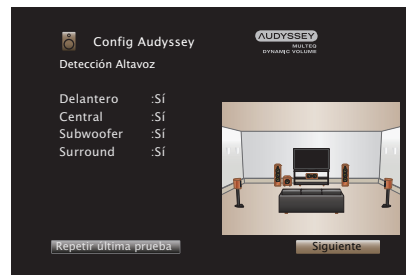 Config Audyssey
AUDYSSEY
MULTEQ
DYNAMIC VOLUME
Detección Altavoz
Delantero :Sí
Central :Sí
Subwoofer :Sí
Surround :Sí
Repetir última prueba
Siguiente